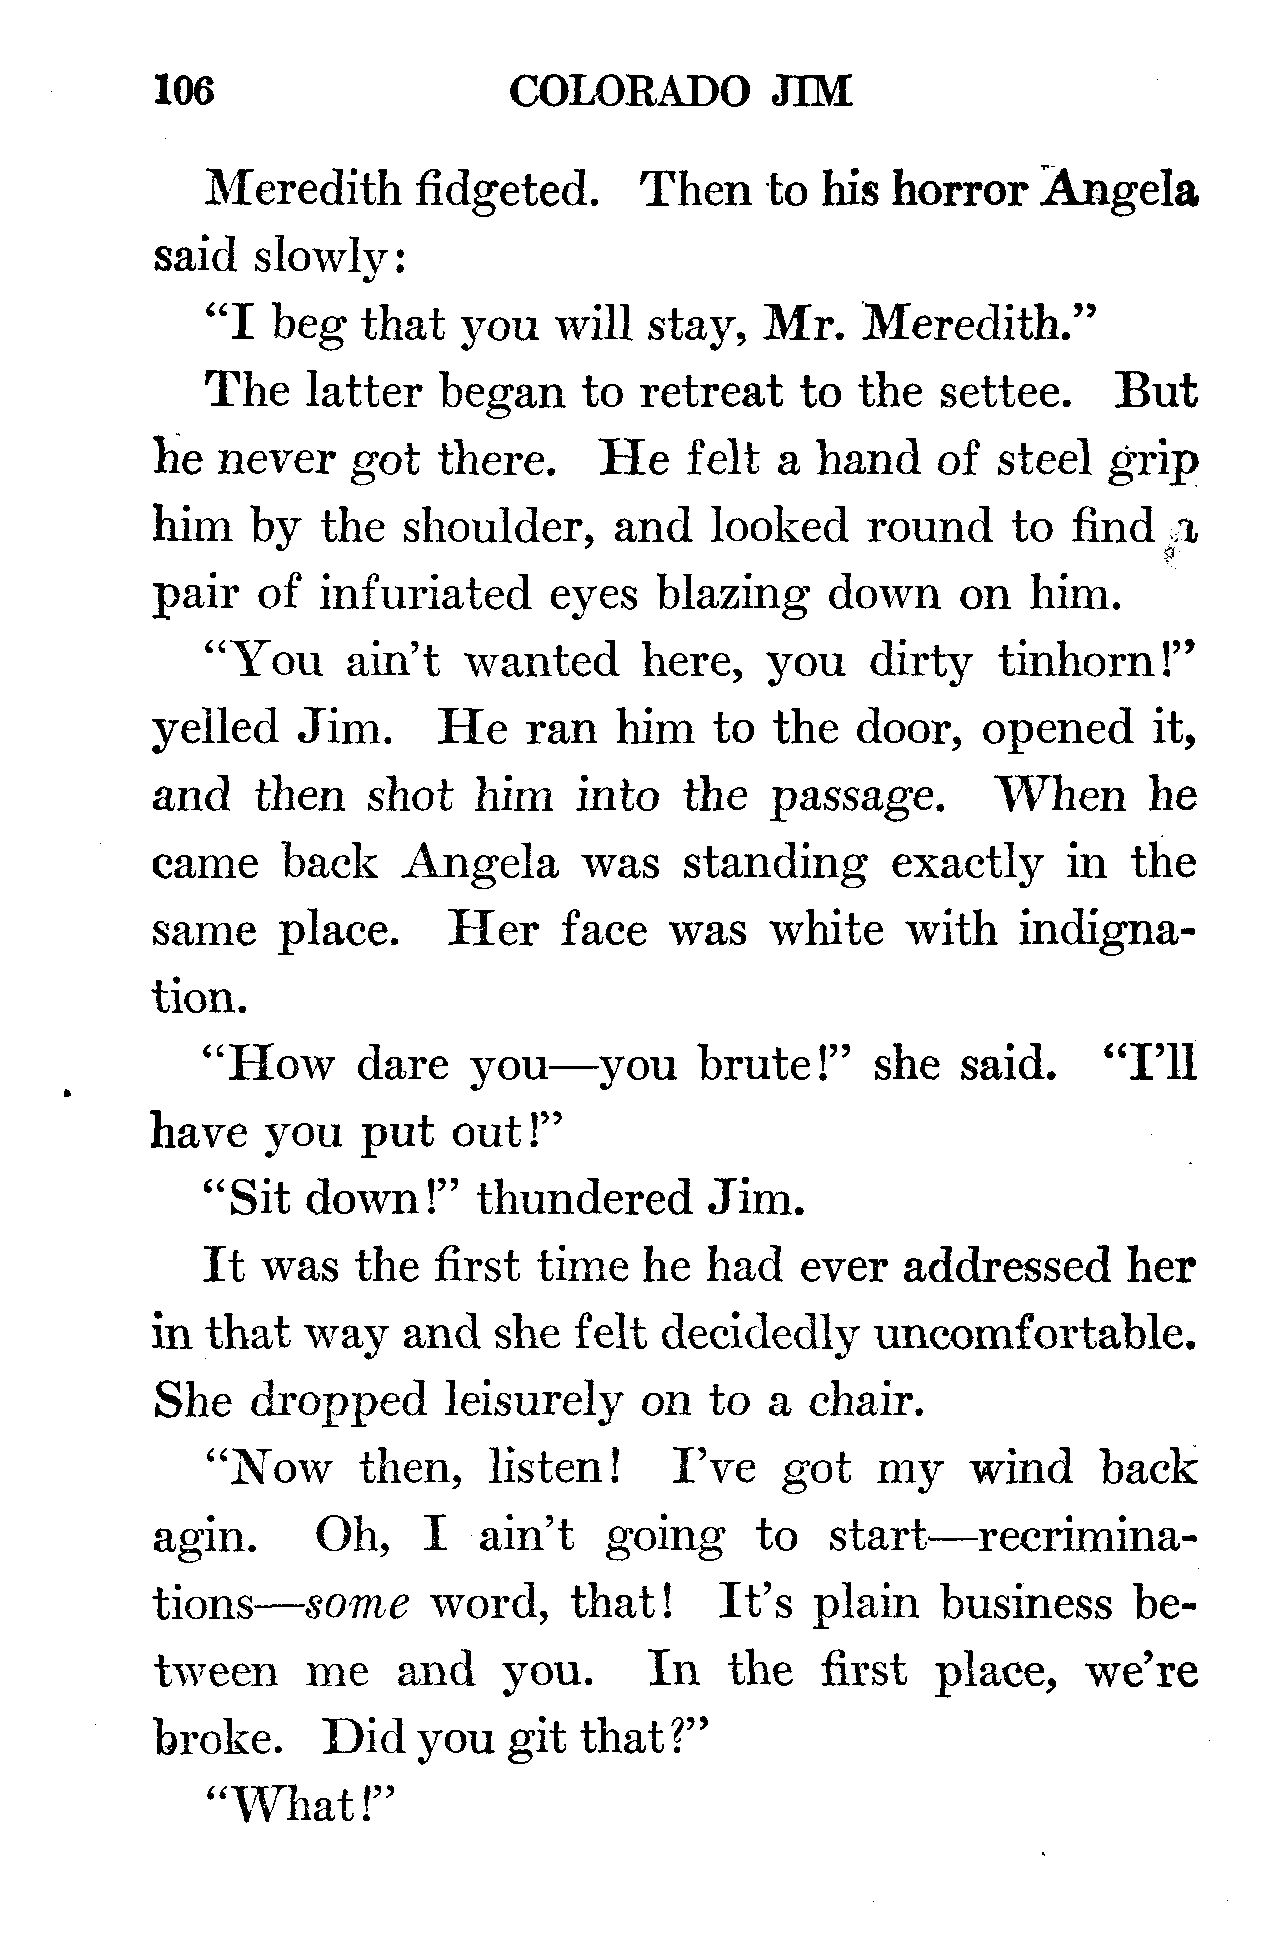 106 COLORADO JIM
Meredith fidgeted. Then to his horror Angela
said slowly:
“I beg that you will stay, Mr. Meredith.”
The latter began to retreat to the settee. But
he never got there. He felt a hand of steel grip
him by the shoulder, and looked round to find a
pair of infuriated eyes blazing down on him.
“You ain’t wanted here, you dirty tinhorn!”
yelled Jim. He ran him to the door, opened it,
and then shot him into the passage. When he
came back Angela was standing exactly in the
same place. Her face was white with indigna-
tion.
“How dare you—you brute!” she said. “I’ll
have you put out!”
“Sit down!” thundered Jim.
It was the first time he had ever addressed her
in that way and she felt decidedly uncomfortable.
She dropped leisurely on to a chair.
“Now then, listen! I’ve got my wind back
agin. Oh, I ain’t going to start—recrimina-
tions—some word, that! It’s plain business be-
tween me and you. In the first place, we’re
broke. Did you git that?”
“What!”